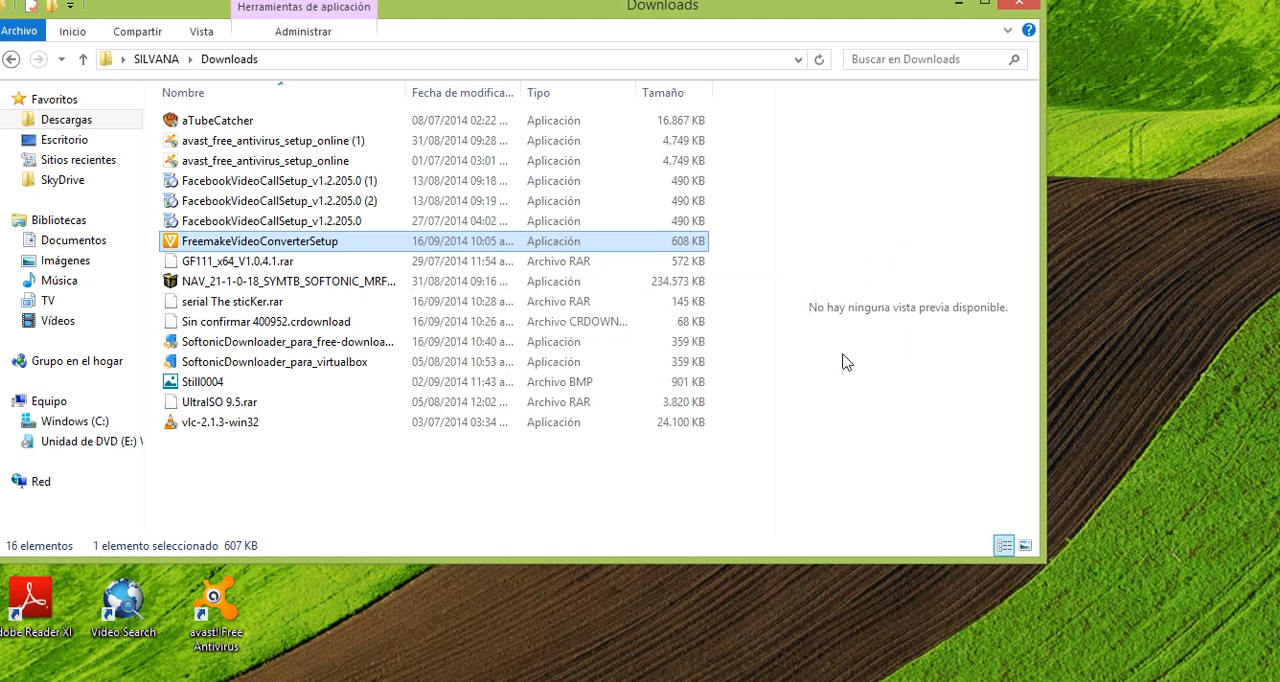 Herramientas de aplicación
Downloads
Archivo Inicio Compartir Vista Administrar
SILVANA Downloads Buscar en Downloads
Nombre Fecha de modifica... Tipo Tamaño
Favoritos
Descargas
Escritorio
Sitios recientes
SkyDrive
Bibliotecas
Documentos
Imágenes
Música
TV
Vídeos
Grupo en el hogar
Equipo
Windows (C:)
Unidad de DVD (E:)
Red
aTubeCatcher 08/07/2014 02:22 ... Aplicación 16.867 KB
avast_free_antivirus_setup_online (1) 31/08/2014 09:28 ... Aplicación 4.749 KB
avast_free_antivirus_setup_online 01/07/2014 03:01 ... Aplicación 4.749 KB
FacebookVideoCallSetup_v1.2.205.0 (1) 13/08/2014 09:18 ... Aplicación 490 KB
FacebookVideoCallSetup_v1.2.205.0 (2) 13/08/2014 09:19 ... Aplicación 490 KB
FacebookVideoCallSetup_v1.2.205.0 27/07/2014 04:02 ... Aplicación 490 KB
FreemakeVideoConverterSetup 16/09/2014 10:05 a... Aplicación 608 KB
GF111_x64_V1.0.4.1.rar 29/07/2014 11:54 a... Archivo RAR 572 KB
NAV_21-1-0-18_SYMTB_SOFTONIC_MRF... 31/08/2014 09:16 ... Aplicación 234.573 KB
serial The sticKer.rar 16/09/2014 10:28 a... Archivo RAR 145 KB
Sin confirmar 400952.crdownload 16/09/2014 10:26 a... Archivo CRDOWN... 68 KB
SoftonicDownloader_para_free-downloa... 16/09/2014 10:40 a... Aplicación 359 KB
SoftonicDownloader_para_virtualbox 05/08/2014 10:53 a... Aplicación 359 KB
Still0004 02/09/2014 11:43 a... Archivo BMP 901 KB
UltraISO 9.5.rar 05/08/2014 12:02 ... Archivo RAR 3.820 KB
vlc-2.1.3-win32 03/07/2014 03:34 ... Aplicación 24.100 KB
No hay ninguna vista previa disponible.
16 elementos 1 elemento seleccionado 607 KB
dobe Reader XI
Video Search
avast! Free
Antivirus